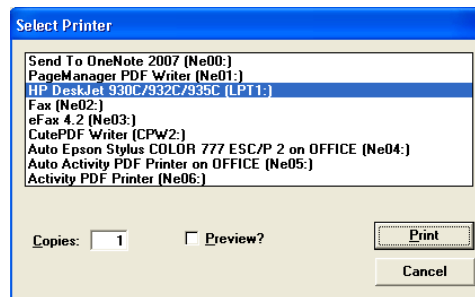 Select Printer
Send To OneNote 2007 (Ne00:)
PageManager PDF Writer (Ne01:)
HP DeskJet 930C/932C/935C (LPT1:)
Fax (Ne02:)
eFax 4.2 (Ne03:)
CutePDF Writer (CPW2:)
Auto Epson Stylus COLOR 777 ESC/P 2 on OFFICE (Ne04:)
Auto Activity PDF Printer on OFFICE (Ne05:)
Activity PDF Printer (Ne06:)
Copies: 1 Preview? Print
Cancel